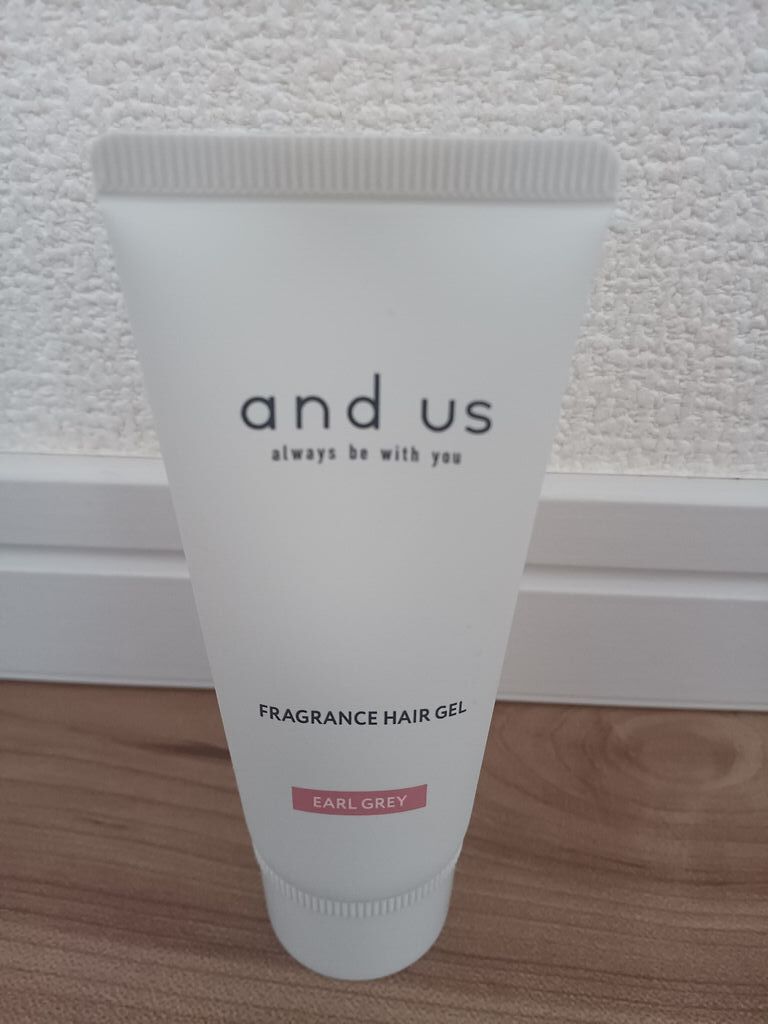 and us
always be with you
FRAGRANCE HAIR GEL
EARL GREY